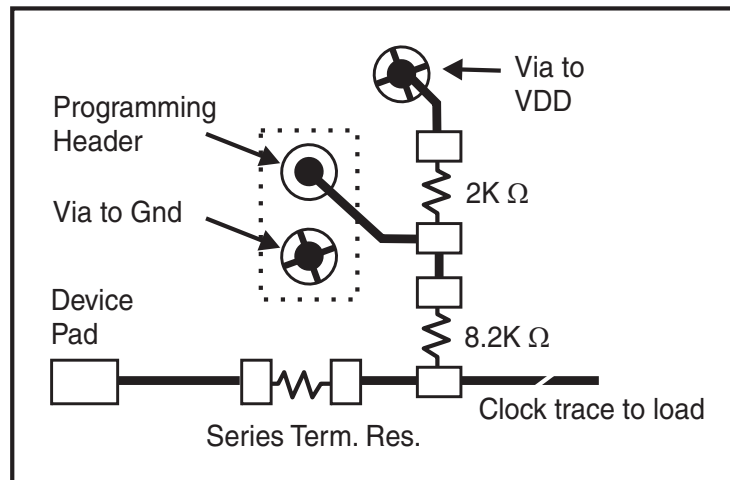 Via to
VDD
Programming
Header
2K Ω
Via to Gnd
Device
Pad
8.2K Ω
Clock trace to load
Series Term. Res.